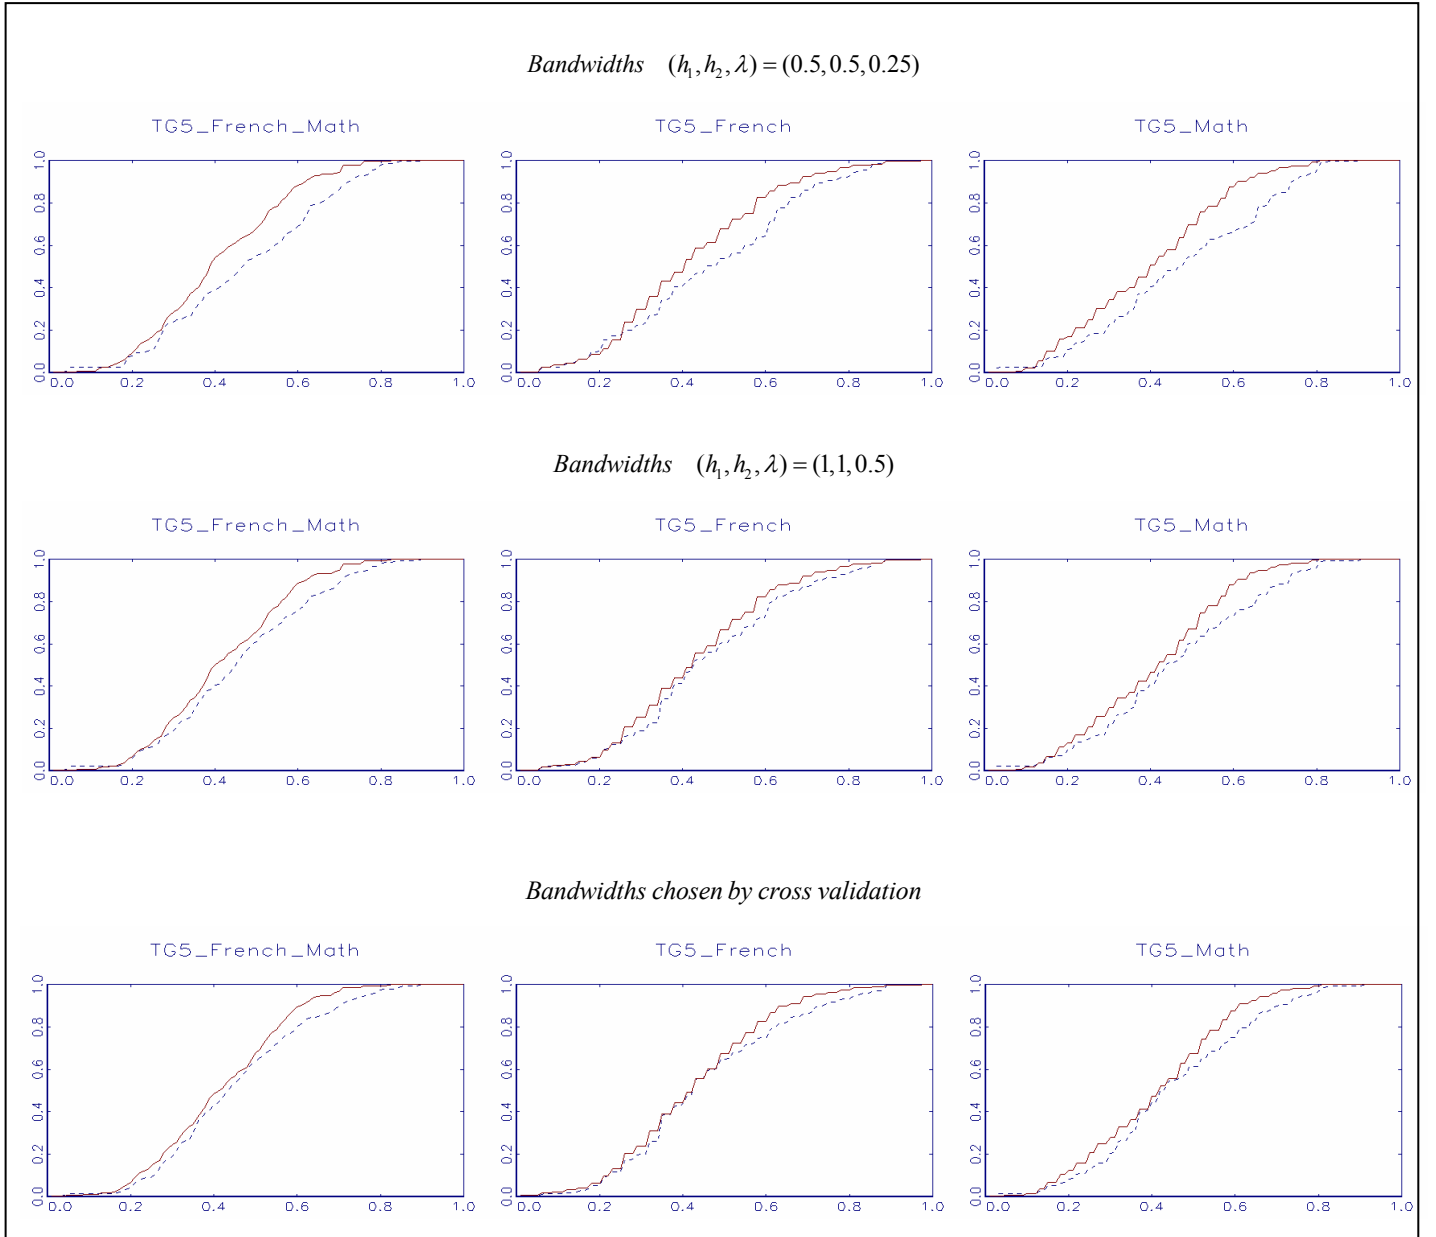 Bandwidths (h₁, h₂, λ) = (0.5, 0.5, 0.25)
TG5_French_Math TG5_French TG5_Math
1.0 1.0 1.0
0.8 0.8 0.8
0.6 0.6 0.6
0.4 0.4 0.4
0.2 0.2 0.2
0.0 0.0 0.0
0.0 0.2 0.4 0.6 0.8 1.0 0.0 0.2 0.4 0.6 0.8 1.0 0.0 0.2 0.4 0.6 0.8 1.0
Bandwidths (h₁, h₂, λ) = (1, 1, 0.5)
TG5_French_Math TG5_French TG5_Math
1.0 1.0 1.0
0.8 0.8 0.8
0.6 0.6 0.6
0.4 0.4 0.4
0.2 0.2 0.2
0.0 0.0 0.0
0.0 0.2 0.4 0.6 0.8 1.0 0.0 0.2 0.4 0.6 0.8 1.0 0.0 0.2 0.4 0.6 0.8 1.0
Bandwidths chosen by cross validation
TG5_French_Math TG5_French TG5_Math
1.0 1.0 1.0
0.8 0.8 0.8
0.6 0.6 0.6
0.4 0.4 0.4
0.2 0.2 0.2
0.0 0.0 0.0
0.0 0.2 0.4 0.6 0.8 1.0 0.0 0.2 0.4 0.6 0.8 1.0 0.0 0.2 0.4 0.6 0.8 1.0